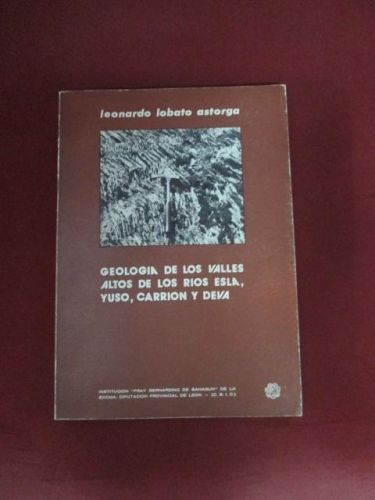 leonardo lobato astorga
GEOLOGIA DE LOS VALLES
ALTOS DE LOS RIOS ESLA,
YUSO, CARRION Y DEVA
INSTITUCION "FRAY BERNARDINO DE SAHAGUN" DE LA
EXCMA. DIPUTACION PROVINCIAL DE LEON - (C. S. I. C.)